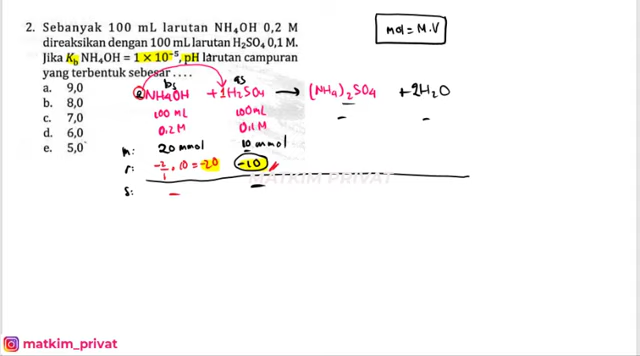 2. Sebanyak 100 mL larutan NH₄OH 0,2 M
direaksikan dengan 100 mL larutan H₂SO₄ 0,1 M.
Jika K_b NH₄OH = 1 × 10⁻⁵, pH larutan campuran
yang terbentuk sebesar ....
a. 9,0
b. 8,0
c. 7,0
d. 6,0
e. 5,0
mol = M.V
bs as
2NH4OH + 1H₂SO4 → (NH4)₂SO4 + 2H₂O
100 mL 100 mL - -
0.2 M 0,1 M
m: 20 mmol 10 mmol
r: -2/1 . 10 = -20 -10
s: - -
MATKIM PRIVAT
matkim_privat